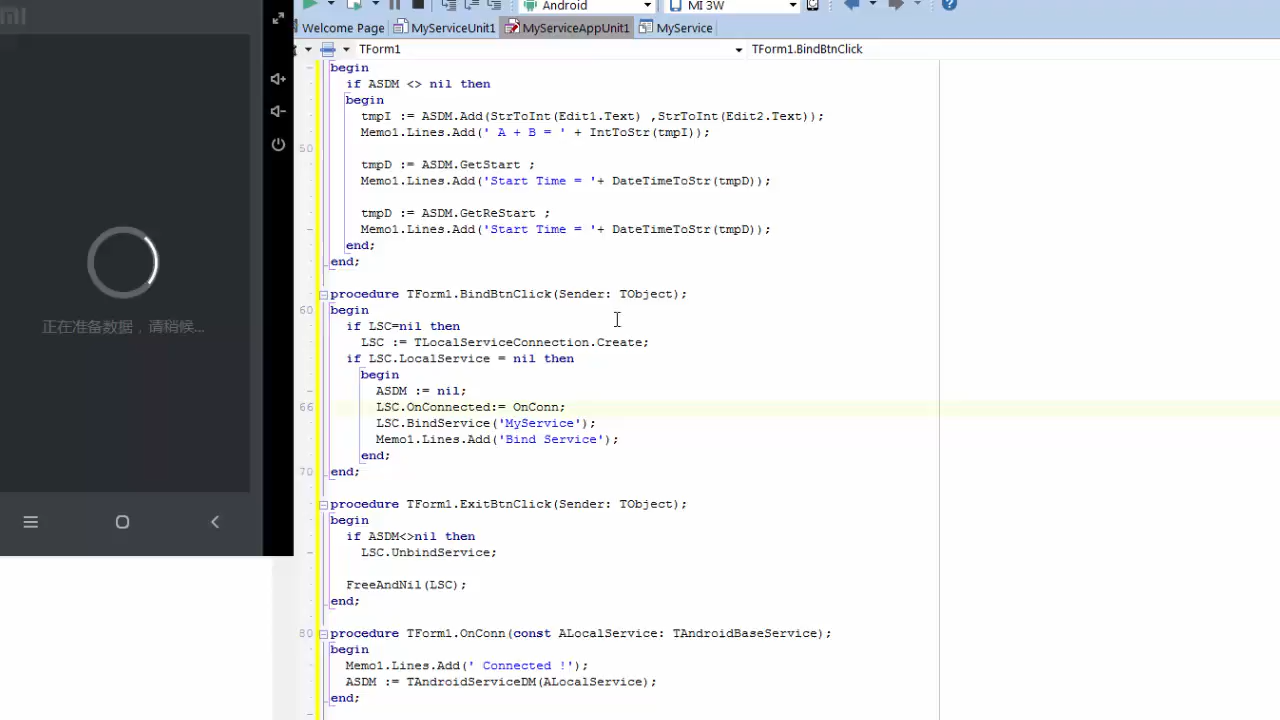 Android
MI 3W
Welcome Page
MyServiceUnit1
MyServiceAppUnit1
MyService
TForm1
TForm1.BindBtnClick
正在准备数据，请稍候...
begin
if ASDM <> nil then
begin
tmpI := ASDM.Add(StrToInt(Edit1.Text) ,StrToInt(Edit2.Text));
Memo1.Lines.Add(' A + B = ' + IntToStr(tmpI));
50
tmpD := ASDM.GetStart ;
Memo1.Lines.Add('Start Time = '+ DateTimeToStr(tmpD));
tmpD := ASDM.GetReStart ;
Memo1.Lines.Add('Start Time = '+ DateTimeToStr(tmpD));
end;
end;
procedure TForm1.BindBtnClick(Sender: TObject);
60 begin
if LSC=nil then
LSC := TLocalServiceConnection.Create;
if LSC.LocalService = nil then
begin
ASDM := nil;
66 LSC.OnConnected:= OnConn;
LSC.BindService('MyService');
Memo1.Lines.Add('Bind Service');
end;
70 end;
procedure TForm1.ExitBtnClick(Sender: TObject);
begin
if ASDM<>nil then
LSC.UnbindService;
FreeAndNil(LSC);
end;
80 procedure TForm1.OnConn(const ALocalService: TAndroidBaseService);
begin
Memo1.Lines.Add(' Connected !');
ASDM := TAndroidServiceDM(ALocalService);
end;